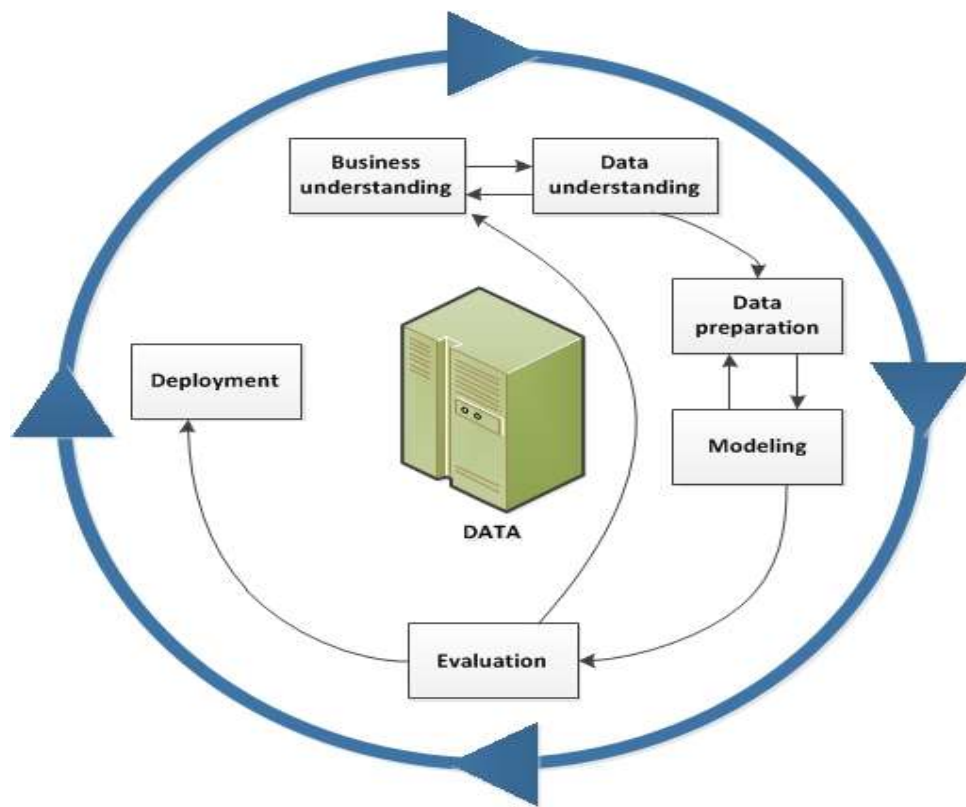 Business
understanding
Data
understanding
Data
preparation
Deployment
Modeling
DATA
Evaluation